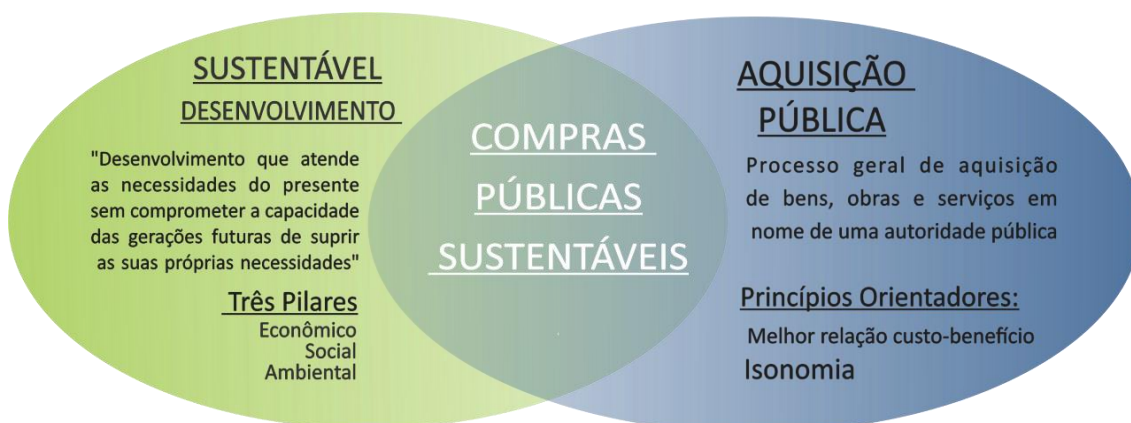 SUSTENTÁVEL
DESENVOLVIMENTO
"Desenvolvimento que atende
as necessidades do presente
sem comprometer a capacidade
das gerações futuras de suprir
as suas próprias necessidades"
Três Pilares
Econômico
Social
Ambiental
COMPRAS
PÚBLICAS
SUSTENTÁVEIS
AQUISIÇÃO
PÚBLICA
Processo geral de aquisição
de bens, obras e serviços em
nome de uma autoridade pública
Princípios Orientadores:
Melhor relação custo-benefício
Isonomia